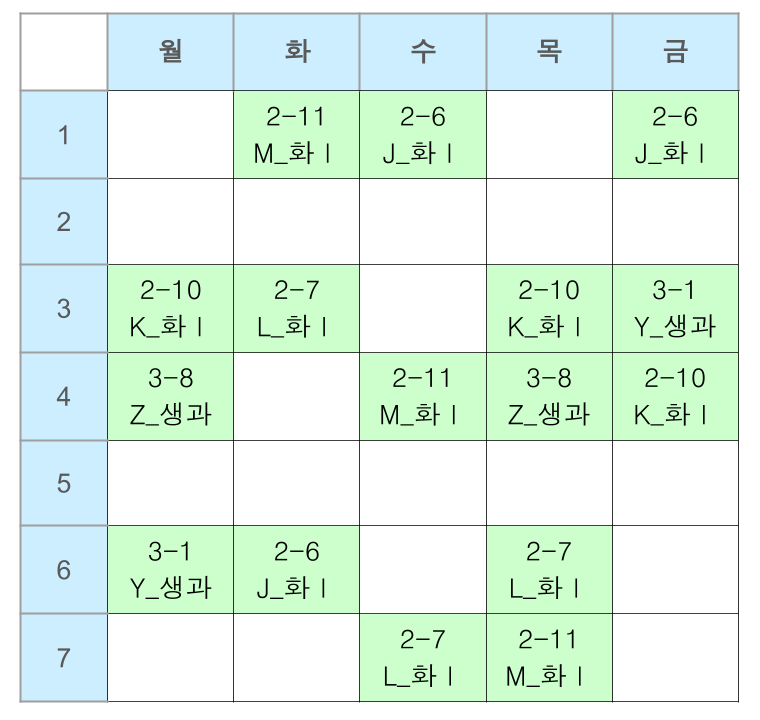 월 화 수 목 금
1
2-11 2-6 2-6
M_화Ⅰ J_화Ⅰ J_화Ⅰ
2
3
2-10 2-7 2-10 3-1
K_화Ⅰ L_화Ⅰ K_화Ⅰ Y_생과
4
3-8 2-11 3-8 2-10
Z_생과 M_화Ⅰ Z_생과 K_화Ⅰ
5
6
3-1 2-6 2-7
Y_생과 J_화Ⅰ L_화Ⅰ
7
2-7 2-11
L_화Ⅰ M_화Ⅰ